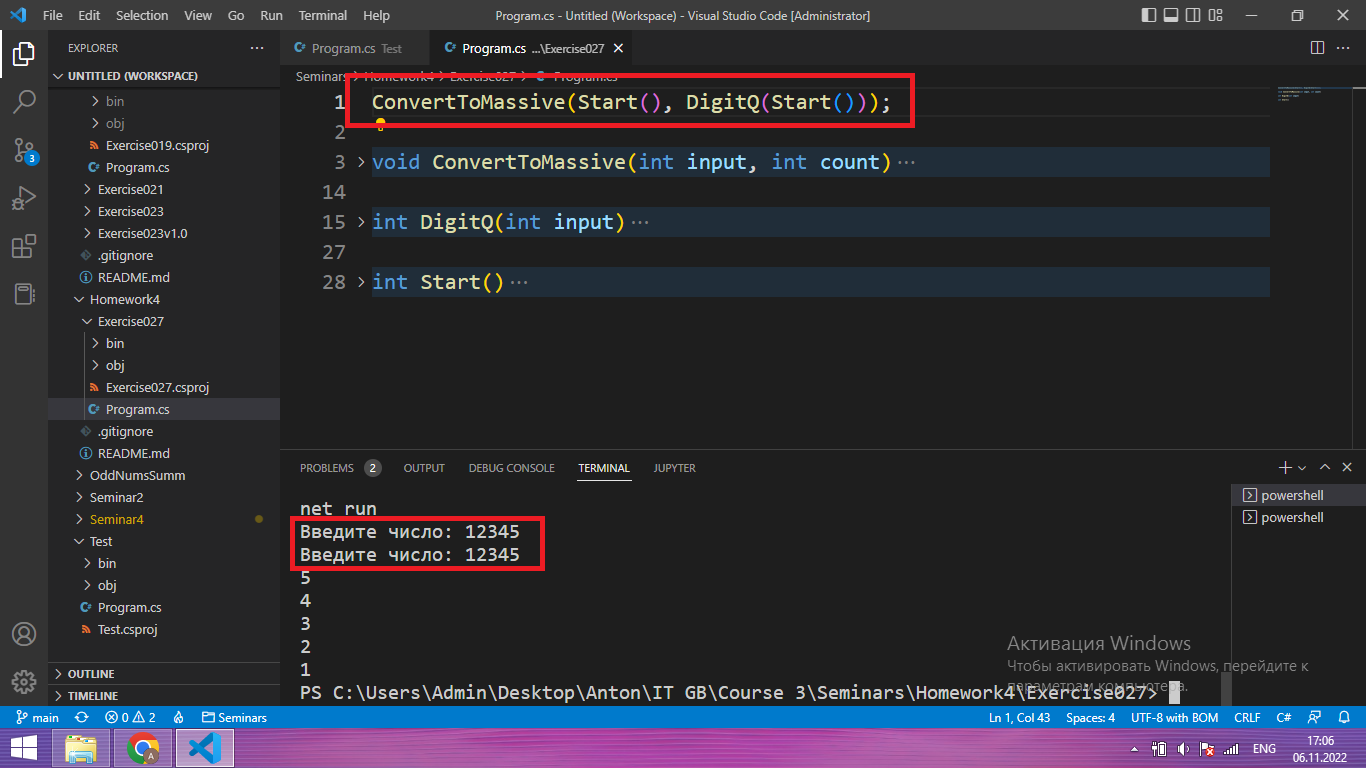 File Edit Selection View Go Run Terminal Help
Program.cs - Untitled (Workspace) - Visual Studio Code [Administrator]
EXPLORER
UNTITLED (WORKSPACE)
bin
obj
Exercise019.csproj
Program.cs
Exercise021
Exercise023
Exercise023v1.0
.gitignore
README.md
Homework4
Exercise027
bin
obj
Exercise027.csproj
Program.cs
.gitignore
README.md
OddNumsSumm
Seminar2
Seminar4
Test
bin
obj
Program.cs
Test.csproj
OUTLINE
TIMELINE
3
Program.cs Test
Program.cs ...\Exercise027
Seminars > Homework4 > Exercise027 > Program.cs
1 ConvertToMassive(Start(), DigitQ(Start()));
2
3 void ConvertToMassive(int input, int count)···
14
15 int DigitQ(int input)···
27
28 int Start()···
PROBLEMS 2 OUTPUT DEBUG CONSOLE TERMINAL JUPYTER
net run
Введите число: 12345
Введите число: 12345
5
4
3
2
1
PS C:\Users\Admin\Desktop\Anton\IT GB\Course 3\Seminars\Homework4\Exercise027>
powershell
powershell
Активация Windows
Чтобы активировать Windows, перейдите к
параметрам компьютера.
main 0 2 Seminars
Ln 1, Col 43 Spaces: 4 UTF-8 with BOM CRLF C#
A
ENG
17:06
06.11.2022